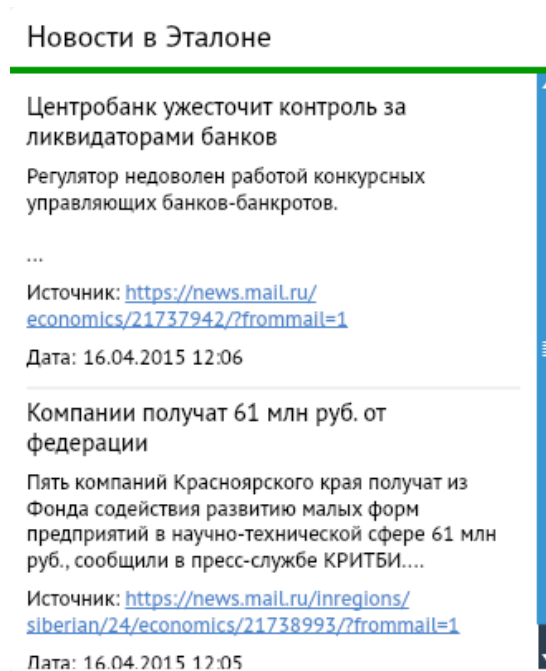 Новости в Эталоне
Центробанк ужесточит контроль за
ликвидаторами банков
Регулятор недоволен работой конкурсных
управляющих банков-банкротов.
...
Источник: https://news.mail.ru/
economics/21737942/?frommail=1
Дата: 16.04.2015 12:06
Компании получат 61 млн руб. от
федерации
Пять компаний Красноярского края получат из
Фонда содействия развитию малых форм
предприятий в научно-технической сфере 61 млн
руб., сообщили в пресс-службе КРИТБИ....
Источник: https://news.mail.ru/inregions/
siberian/24/economics/21738993/?frommail=1
Дата: 16.04.2015 12:05